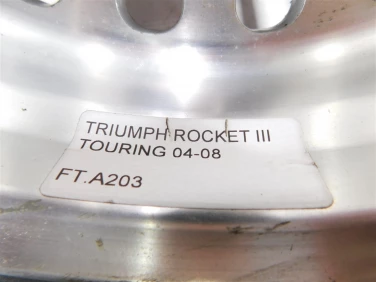 TRIUMPH ROCKET III
TOURING 04-08
FT.A203